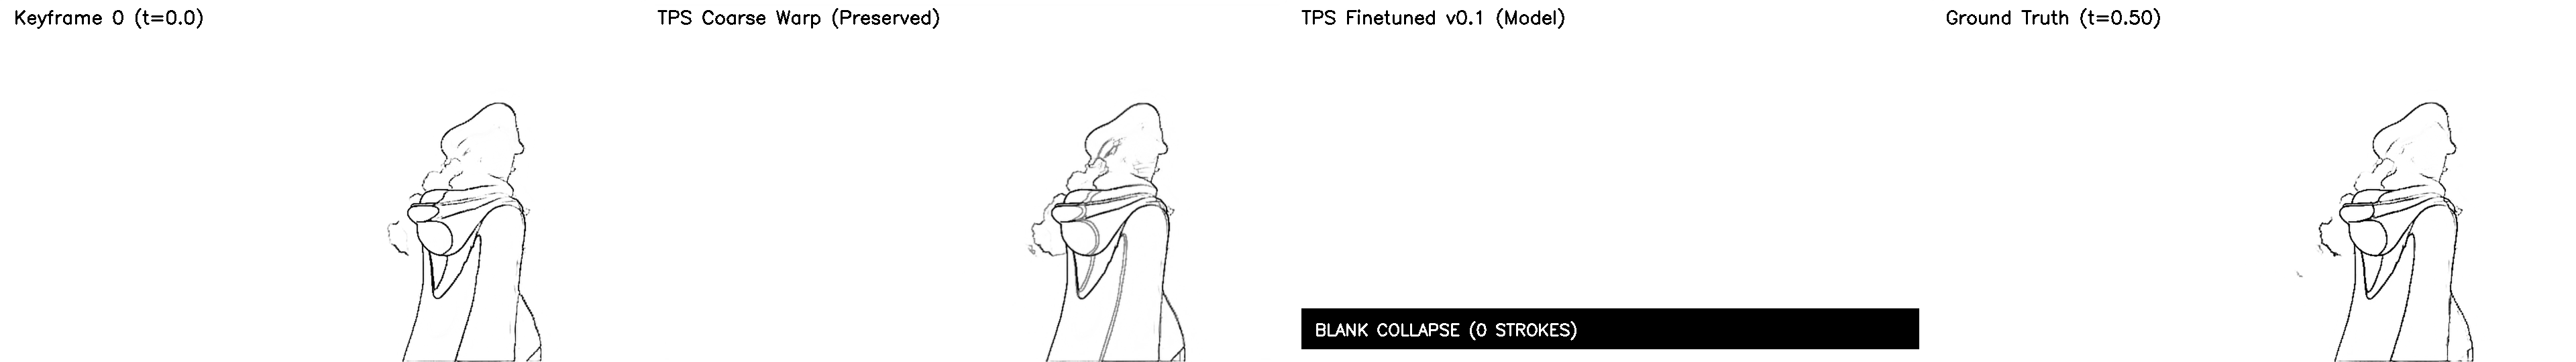 Keyframe 0 (t=0.0)
TPS Coarse Warp (Preserved)
TPS Finetuned v0.1 (Model)
Ground Truth (t=0.50)
BLANK COLLAPSE (0 STROKES)